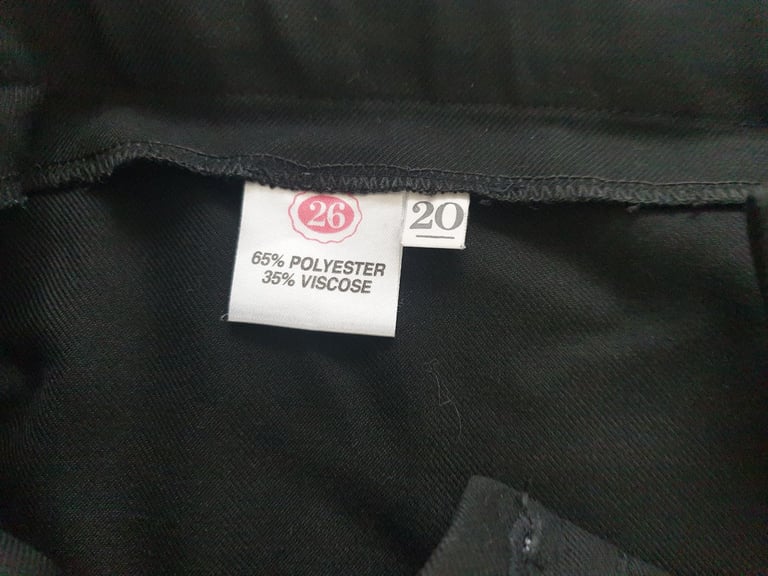 26
20
65% POLYESTER
35% VISCOSE